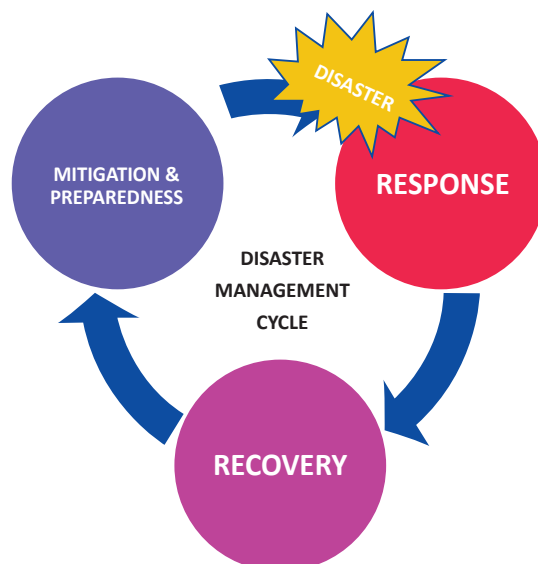 DISASTER
MITIGATION &
PREPAREDNESS
RESPONSE
DISASTER
MANAGEMENT
CYCLE
RECOVERY